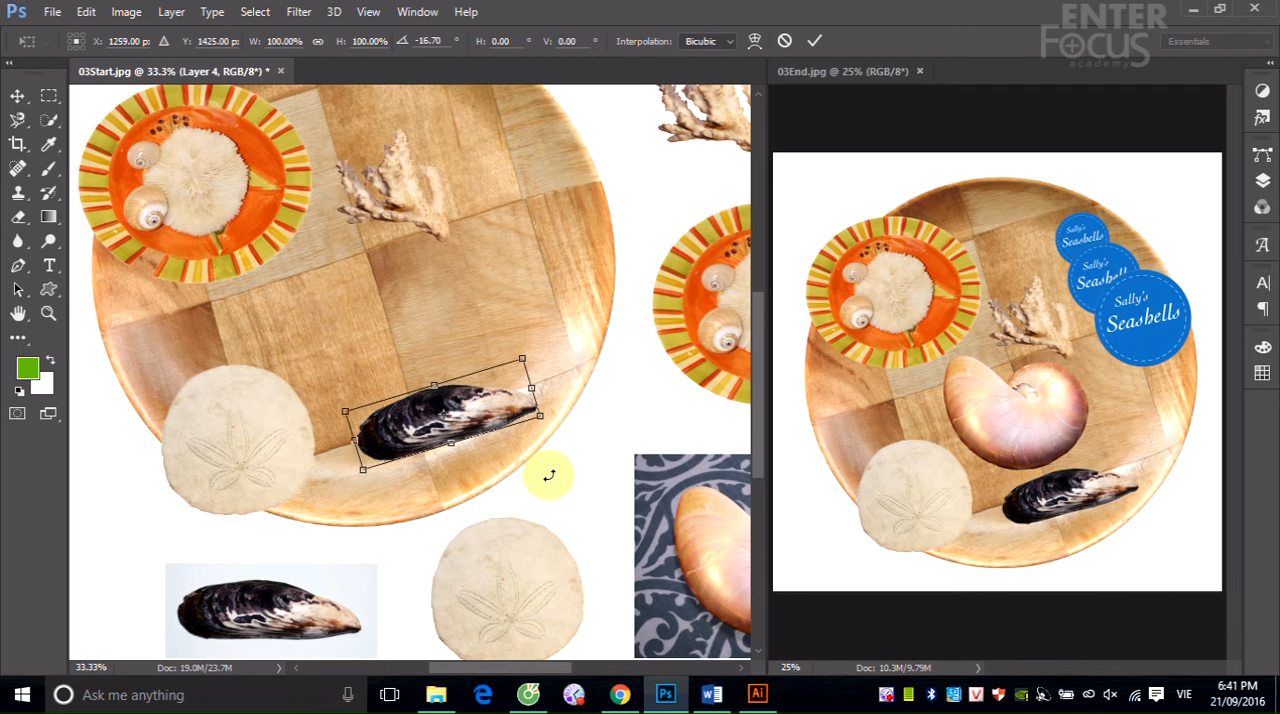 Ps File Edit Image Layer Type Select Filter 3D View Window Help
ENTER
FOCUS
academy
X: 1259.00 p: Y: 1425.00 p: W: 100.00% H: 100.00% -16.70 ° H: 0.00 ° V: 0.00 ° Interpolation: Bicubic Essentials
03Start.jpg @ 33.3% (Layer 4, RGB/8*) * ×
03End.jpg @ 25% (RGB/8*) ×
Sally's
Seashells
Sally's
Seashells
Sally's
Seashells
33.33% Doc: 19.0M/23.7M
25% Doc: 10.3M/9.79M
Ask me anything
VIE
6:41 PM
21/09/2016